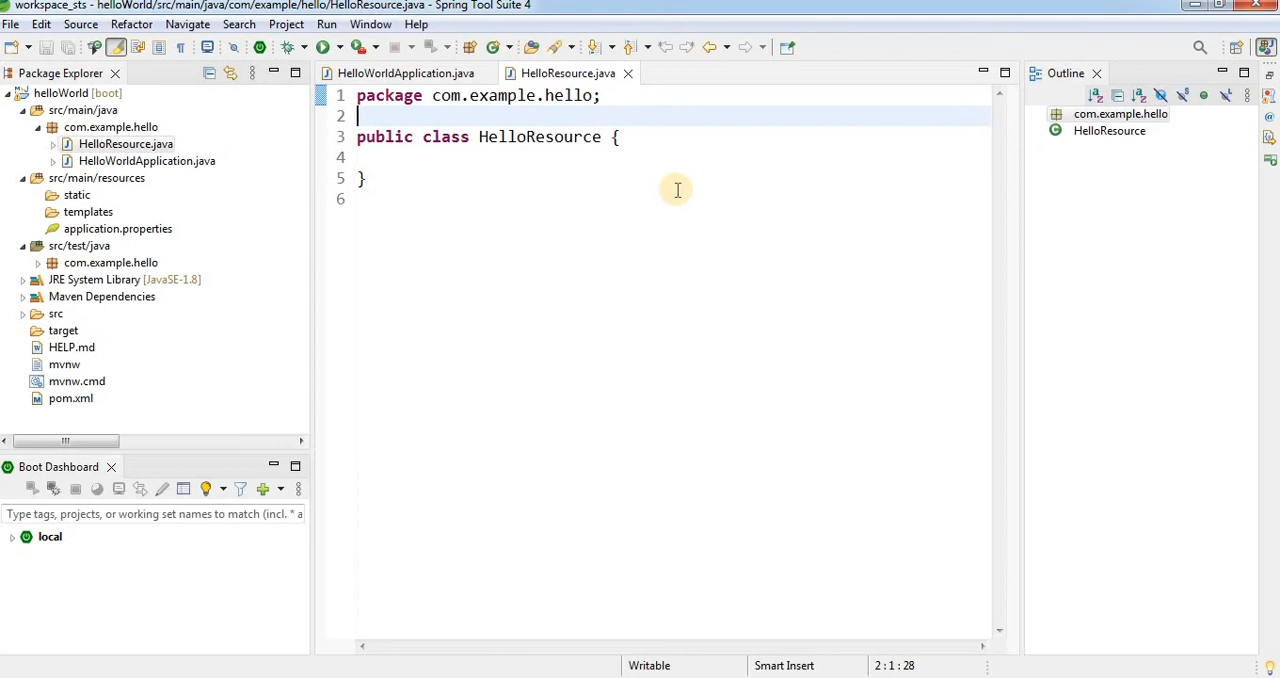 workspace_sts - helloWorld/src/main/java/com/example/hello/HelloResource.java - Spring Tool Suite 4
File Edit Source Refactor Navigate Search Project Run Window Help
Package Explorer
helloWorld [boot]
src/main/java
com.example.hello
HelloResource.java
HelloWorldApplication.java
src/main/resources
static
templates
application.properties
src/test/java
com.example.hello
JRE System Library [JavaSE-1.8]
Maven Dependencies
src
target
HELP.md
mvnw
mvnw.cmd
pom.xml
Boot Dashboard
Type tags, projects, or working set names to match (incl. * a
local
HelloWorldApplication.java HelloResource.java
1 package com.example.hello;
2
3 public class HelloResource {
4
5 }
6
Outline
com.example.hello
HelloResource
Writable Smart Insert 2:1:28